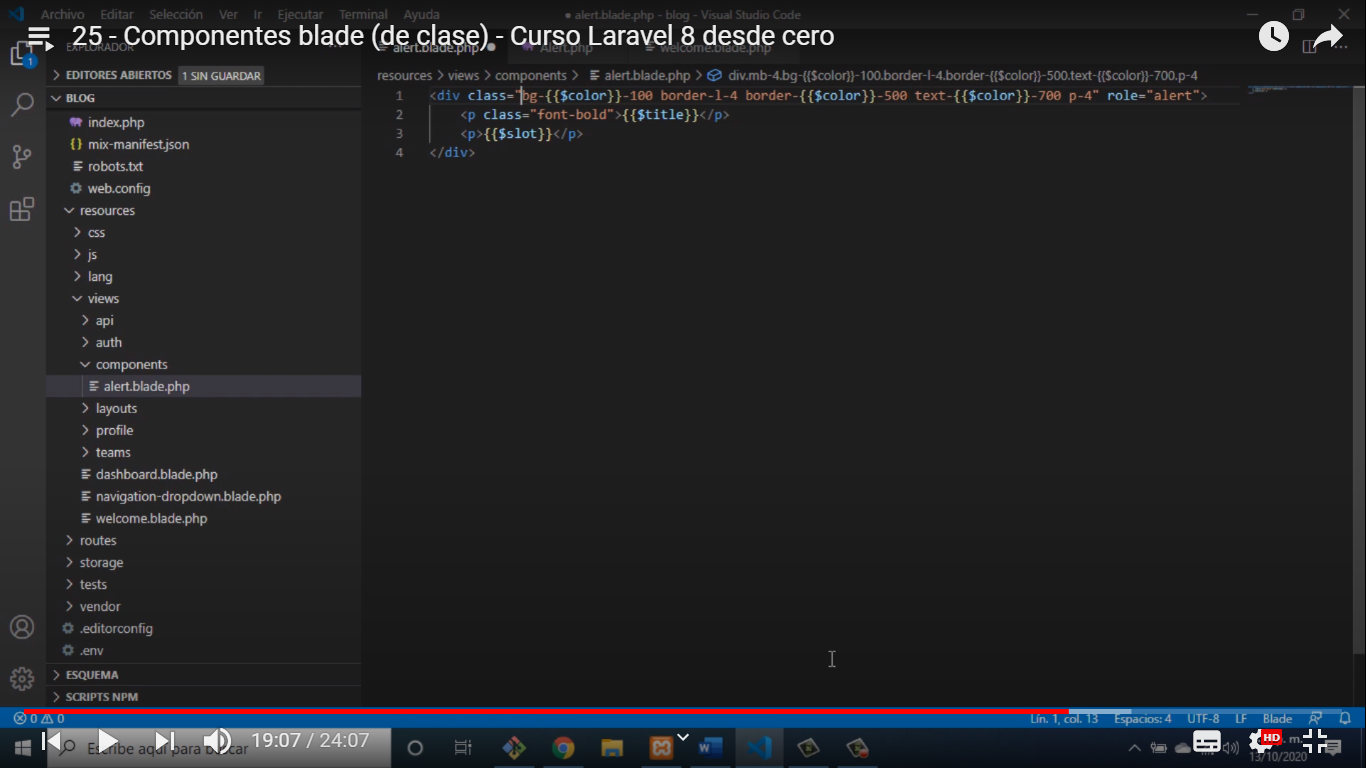 Archivo Editar Selección Ver Ir Ejecutar Terminal Ayuda
● alert.blade.php - blog - Visual Studio Code
25 - Componentes blade (de clase) - Curso Laravel 8 desde cero
EXPLORADOR
alert.blade.php Alert.php welcome.blade.php
1
EDITORES ABIERTOS 1 SIN GUARDAR
resources > views > components > alert.blade.php > div.mb-4.bg-{{$color}}-100.border-l-4.border-{{$color}}-500.text-{{$color}}-700.p-4
BLOG
index.php
mix-manifest.json
robots.txt
web.config
resources
css
js
lang
views
api
auth
components
alert.blade.php
layouts
profile
teams
dashboard.blade.php
navigation-dropdown.blade.php
welcome.blade.php
routes
storage
tests
vendor
.editorconfig
.env
ESQUEMA
SCRIPTS NPM
1 <div class="bg-{{$color}}-100 border-l-4 border-{{$color}}-500 text-{{$color}}-700 p-4" role="alert">
2 <p class="font-bold">{{$title}}</p>
3 <p>{{$slot}}</p>
4 </div>
0 0
Lín. 1, col. 13 Espacios: 4 UTF-8 LF Blade
Escribe aquí para buscar
19:07 / 24:07
HD
m.
13/10/2020